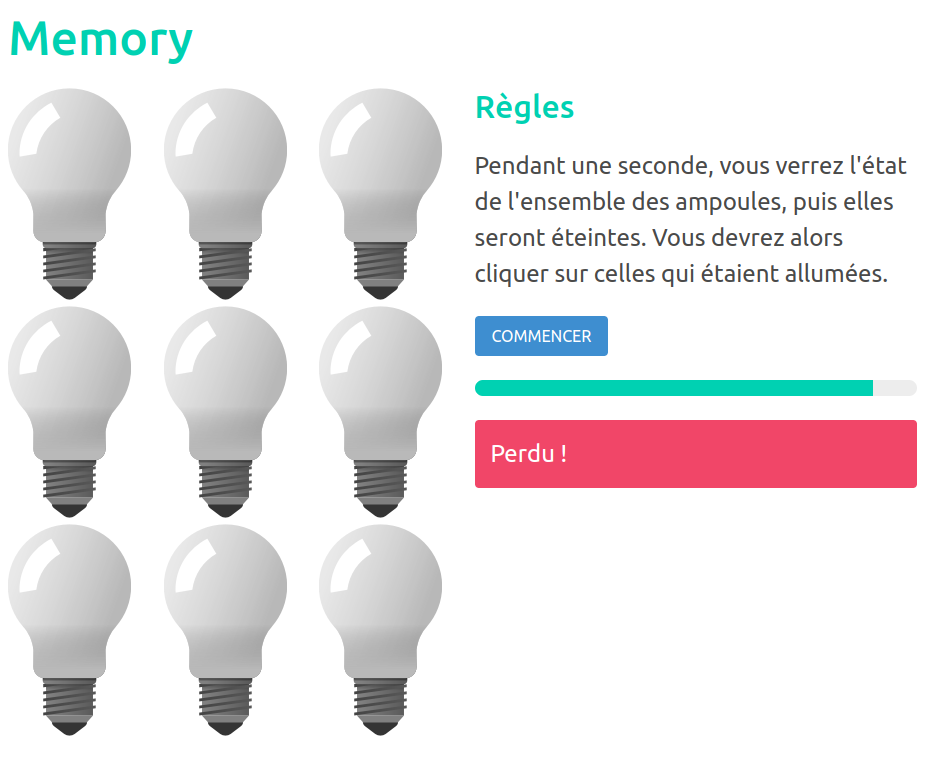 Memory
Règles
Pendant une seconde, vous verrez l'état
de l'ensemble des ampoules, puis elles
seront éteintes. Vous devrez alors
cliquer sur celles qui étaient allumées.
COMMENCER
Perdu !